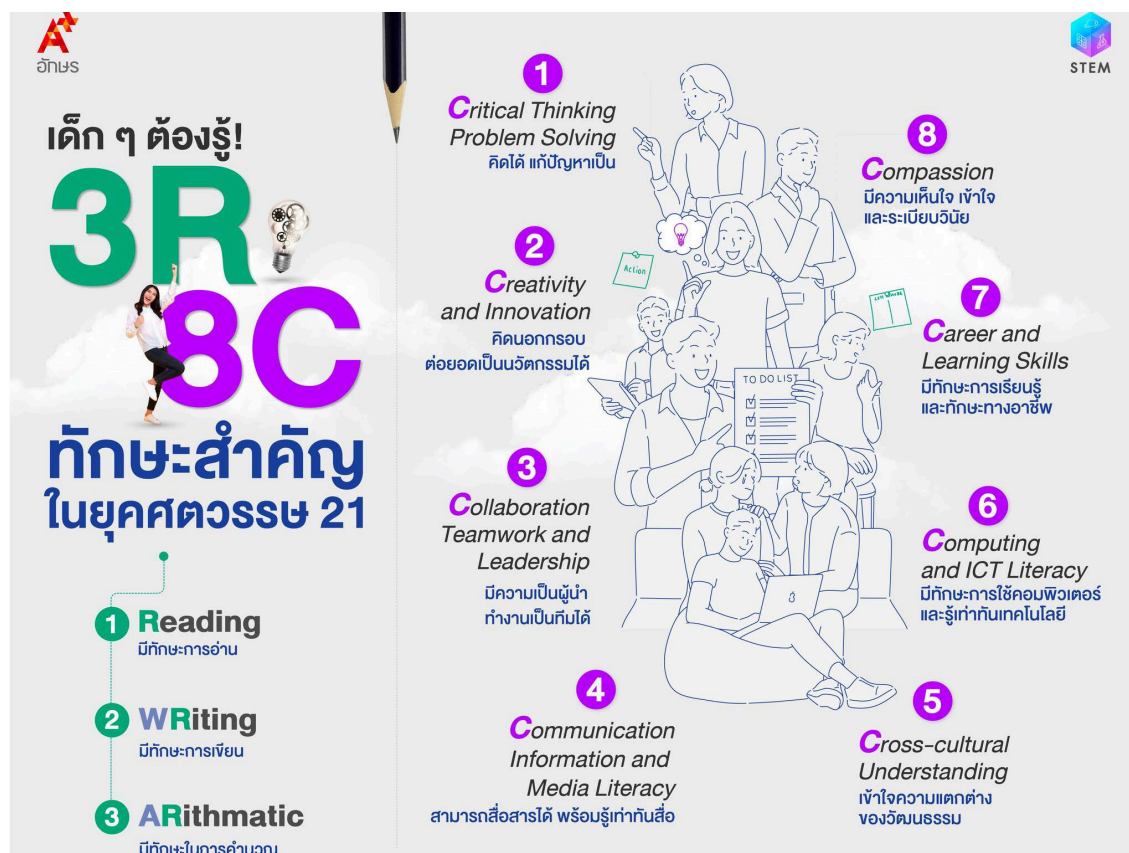 อักษร
STEM
เด็ก ๆ ต้องรู้!
3R
8C
ทักษะสำคัญ
ในยุคศตวรรษ 21
1 Reading
มีทักษะการอ่าน
2 WRiting
มีทักษะการเขียน
3 ARithmatic
มีทักษะในการคำนวณ
1
Critical Thinking
Problem Solving
คิดได้ แก้ปัญหาเป็น
2
Creativity
and Innovation
คิดนอกกรอบ
ต่อยอดเป็นนวัตกรรมได้
3
Collaboration
Teamwork and
Leadership
มีความเป็นผู้นำ
ทำงานเป็นทีมได้
4
Communication
Information and
Media Literacy
สามารถสื่อสารได้ พร้อมรู้เท่าทันสื่อ
5
Cross-cultural
Understanding
เข้าใจความแตกต่าง
ของวัฒนธรรม
6
Computing
and ICT Literacy
มีทักษะการใช้คอมพิวเตอร์
และรู้เท่าทันเทคโนโลยี
7
Career and
Learning Skills
มีทักษะการเรียนรู้
และทักษะทางอาชีพ
8
Compassion
มีความเห็นใจ เข้าใจ
และระเบียบวินัย
Action
TO DO LIST